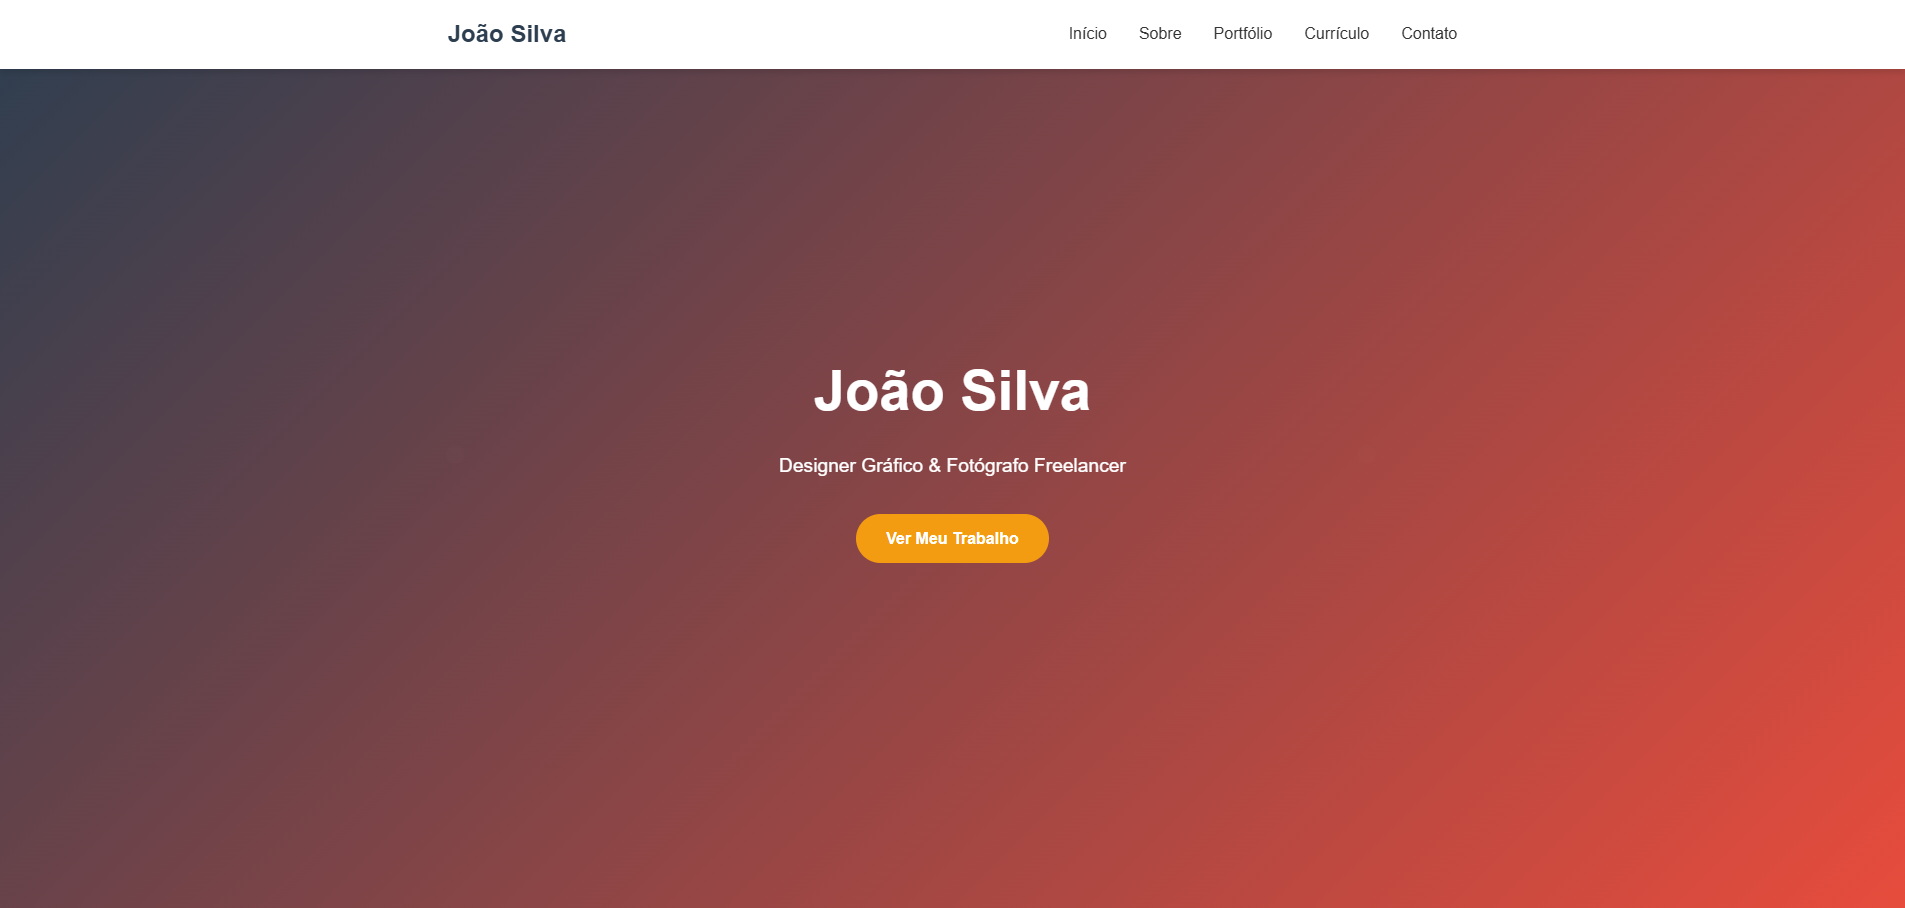 João Silva
Início Sobre Portfólio Currículo Contato
João Silva
Designer Gráfico & Fotógrafo Freelancer
Ver Meu Trabalho